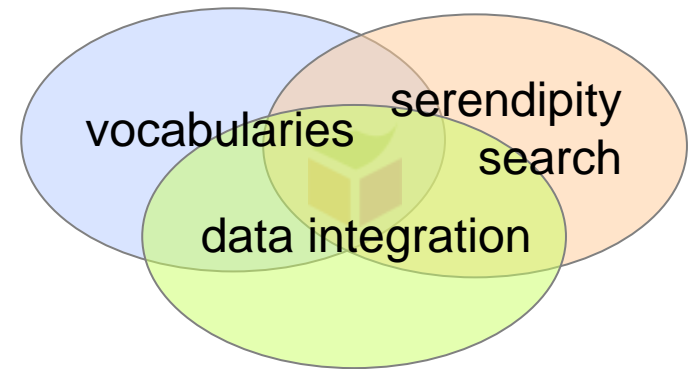 vocabularies
serendipity
search
data integration